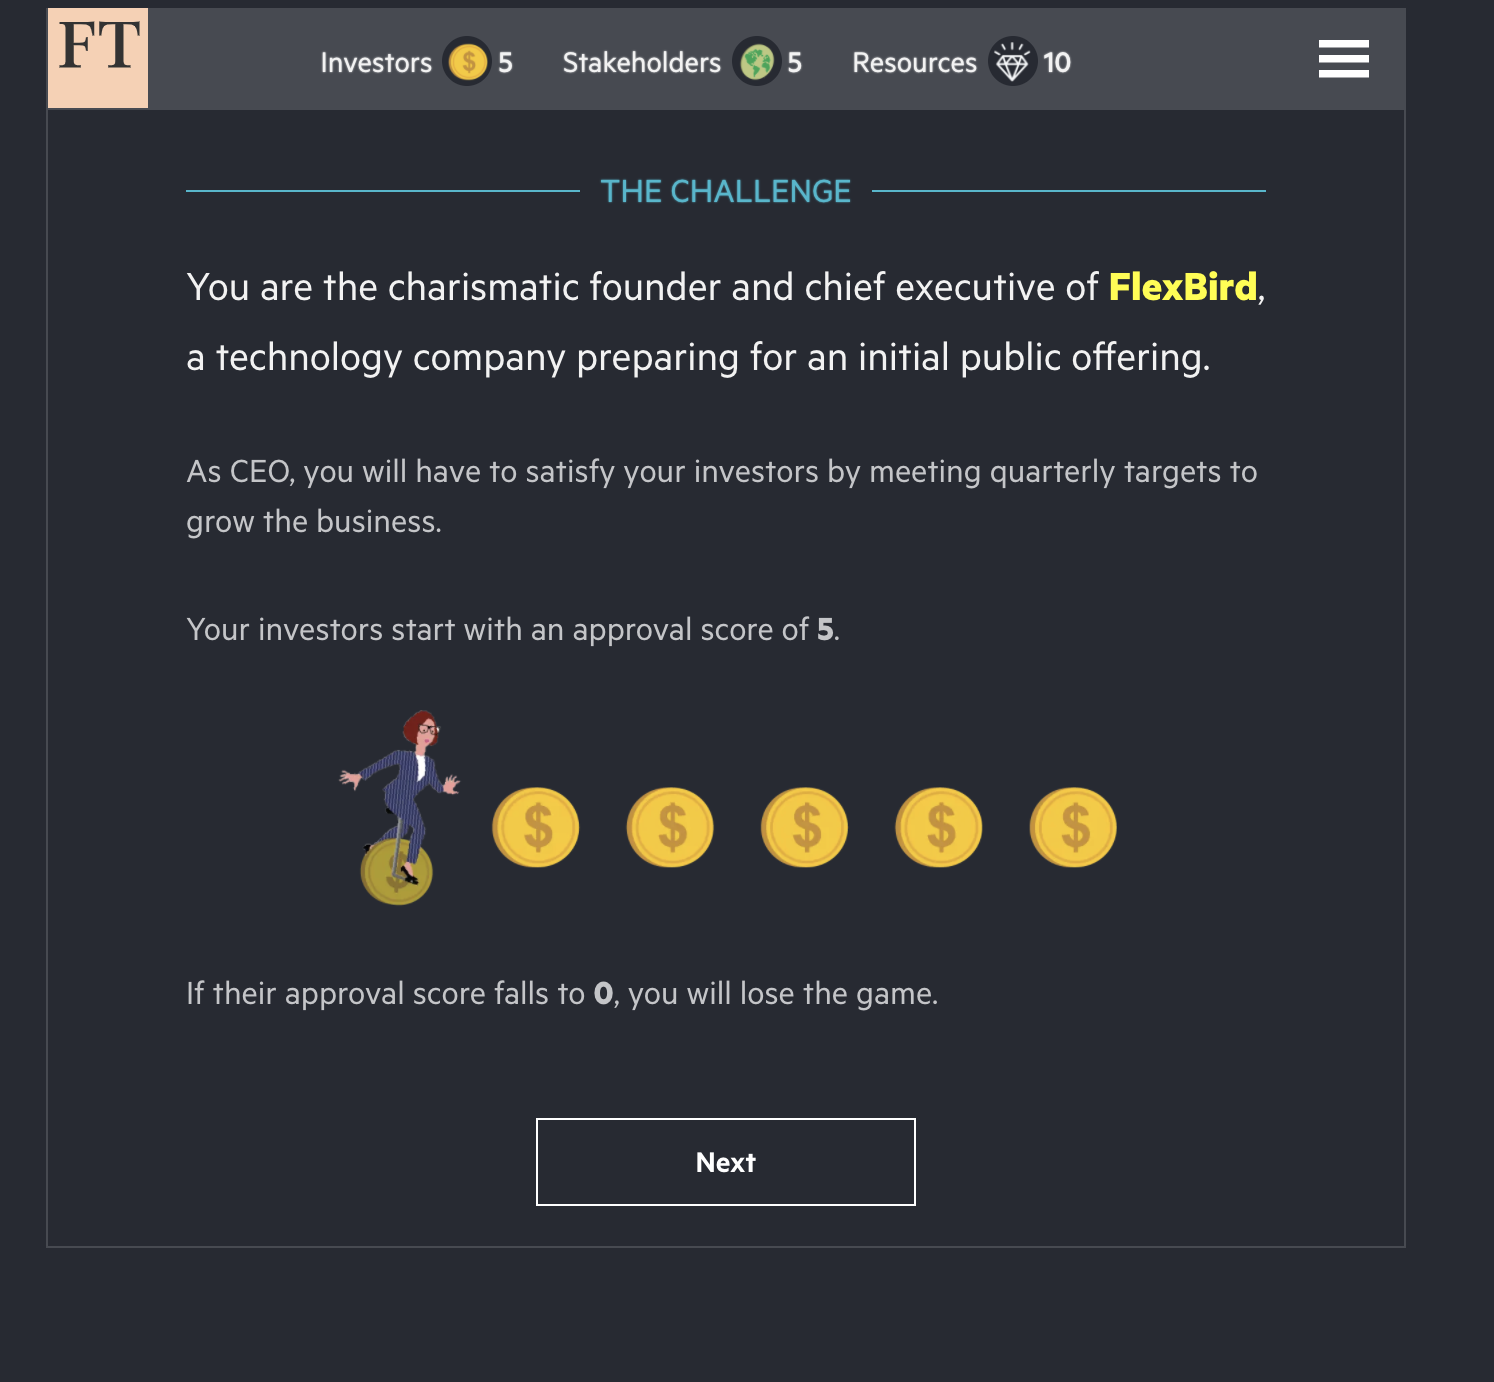 FT
Investors $ 5 Stakeholders 5 Resources 10
THE CHALLENGE
You are the charismatic founder and chief executive of FlexBird,
a technology company preparing for an initial public offering.
As CEO, you will have to satisfy your investors by meeting quarterly targets to
grow the business.
Your investors start with an approval score of 5.
$ $ $ $ $ $
If their approval score falls to 0, you will lose the game.
Next